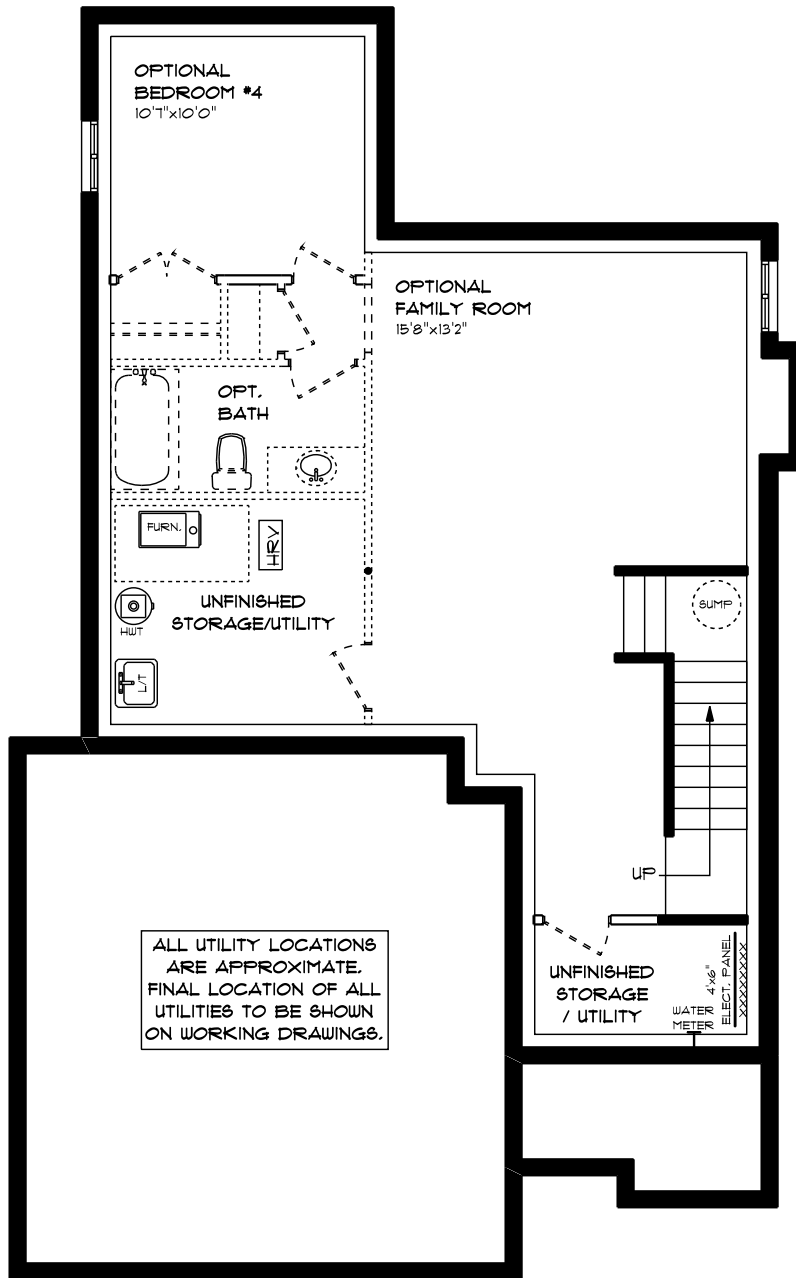 OPTIONAL
BEDROOM #4
10'7"x10'0"
OPTIONAL
FAMILY ROOM
15'8"x13'2"
OPT.
BATH
FURN.
HRV
UNFINISHED
STORAGE/UTILITY
HWT
L/T
SUMP
UP
ALL UTILITY LOCATIONS
ARE APPROXIMATE.
FINAL LOCATION OF ALL
UTILITIES TO BE SHOWN
ON WORKING DRAWINGS.
UNFINISHED
STORAGE
/ UTILITY
WATER
METER
4'x6"
ELECT. PANEL